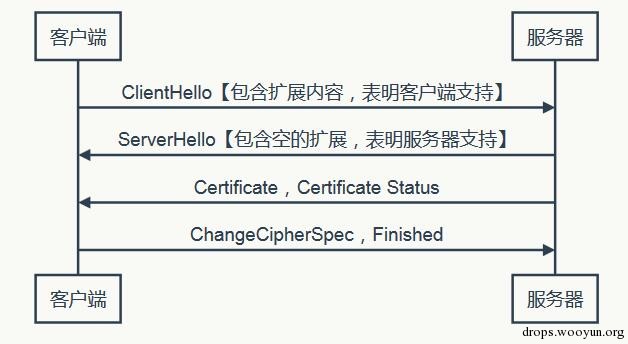 客户端 服务器
ClientHello【包含扩展内容，表明客户端支持】
ServerHello【包含空的扩展，表明服务器支持】
Certificate，Certificate Status
ChangeCipherSpec，Finished
客户端 服务器
drops.wooyun.org